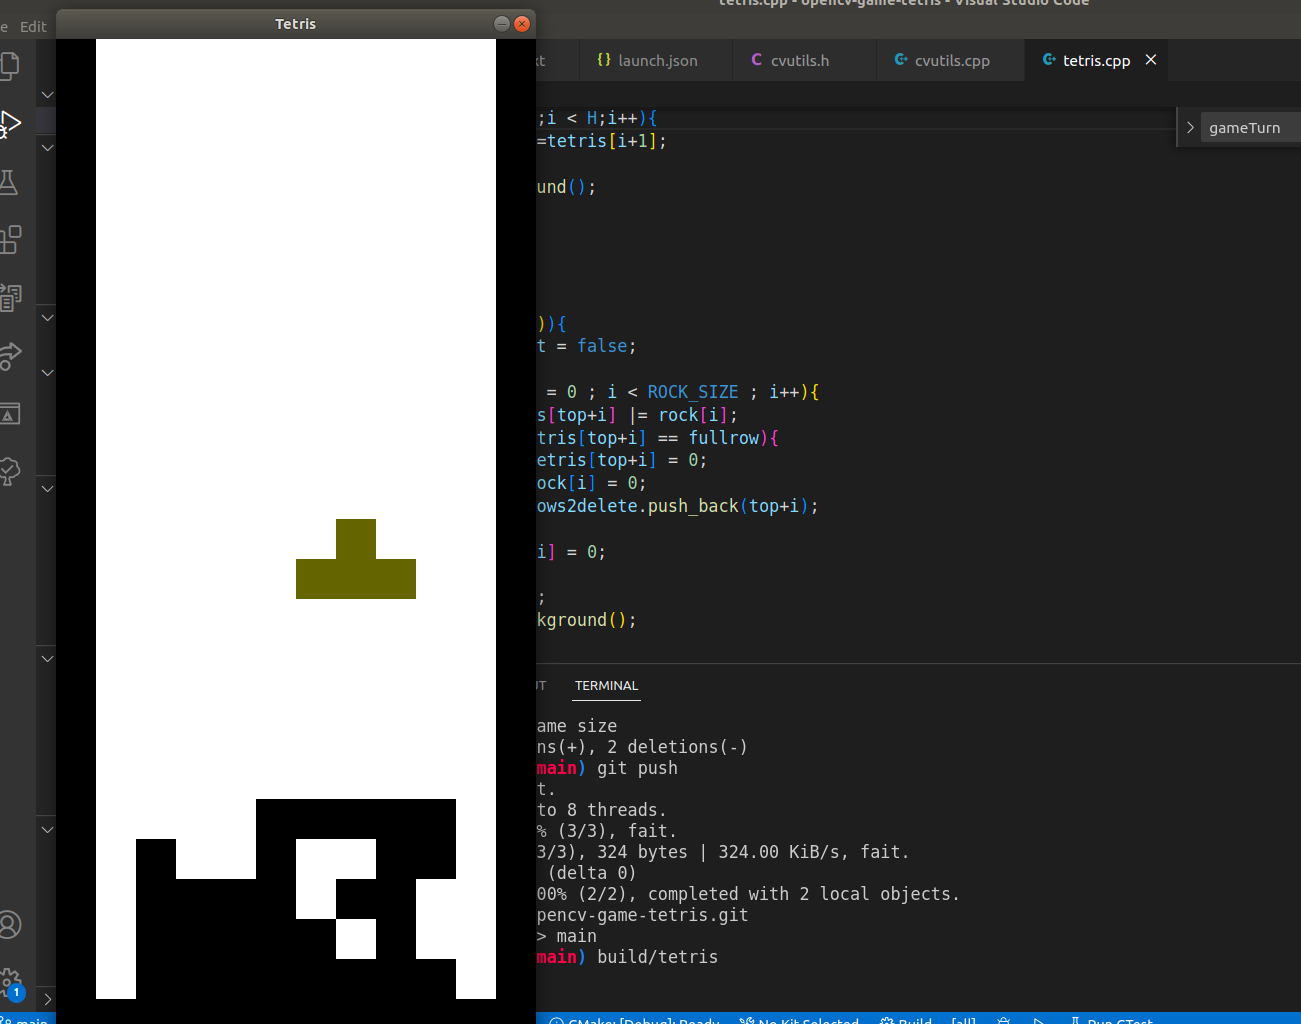 tetris.cpp - opencv-game-tetris - Visual Studio Code
Tetris
e Edit
xt
launch.json
cvutils.h
cvutils.cpp
tetris.cpp
;i < H;i++){
=tetris[i+1];
gameTurn
und();
)){
t = false;
= 0 ; i < ROCK_SIZE ; i++){
s[top+i] |= rock[i];
tris[top+i] == fullrow){
etris[top+i] = 0;
ock[i] = 0;
ows2delete.push_back(top+i);
i] = 0;
;
kground();
UT
TERMINAL
ame size
ns(+), 2 deletions(-)
main) git push
t.
to 8 threads.
% (3/3), fait.
3/3), 324 bytes | 324.00 KiB/s, fait.
(delta 0)
00% (2/2), completed with 2 local objects.
pencv-game-tetris.git
> main
main) build/tetris
1
main
CMake: [Debug]: Ready
No Kit Selected
Build
[all]
Run CTest